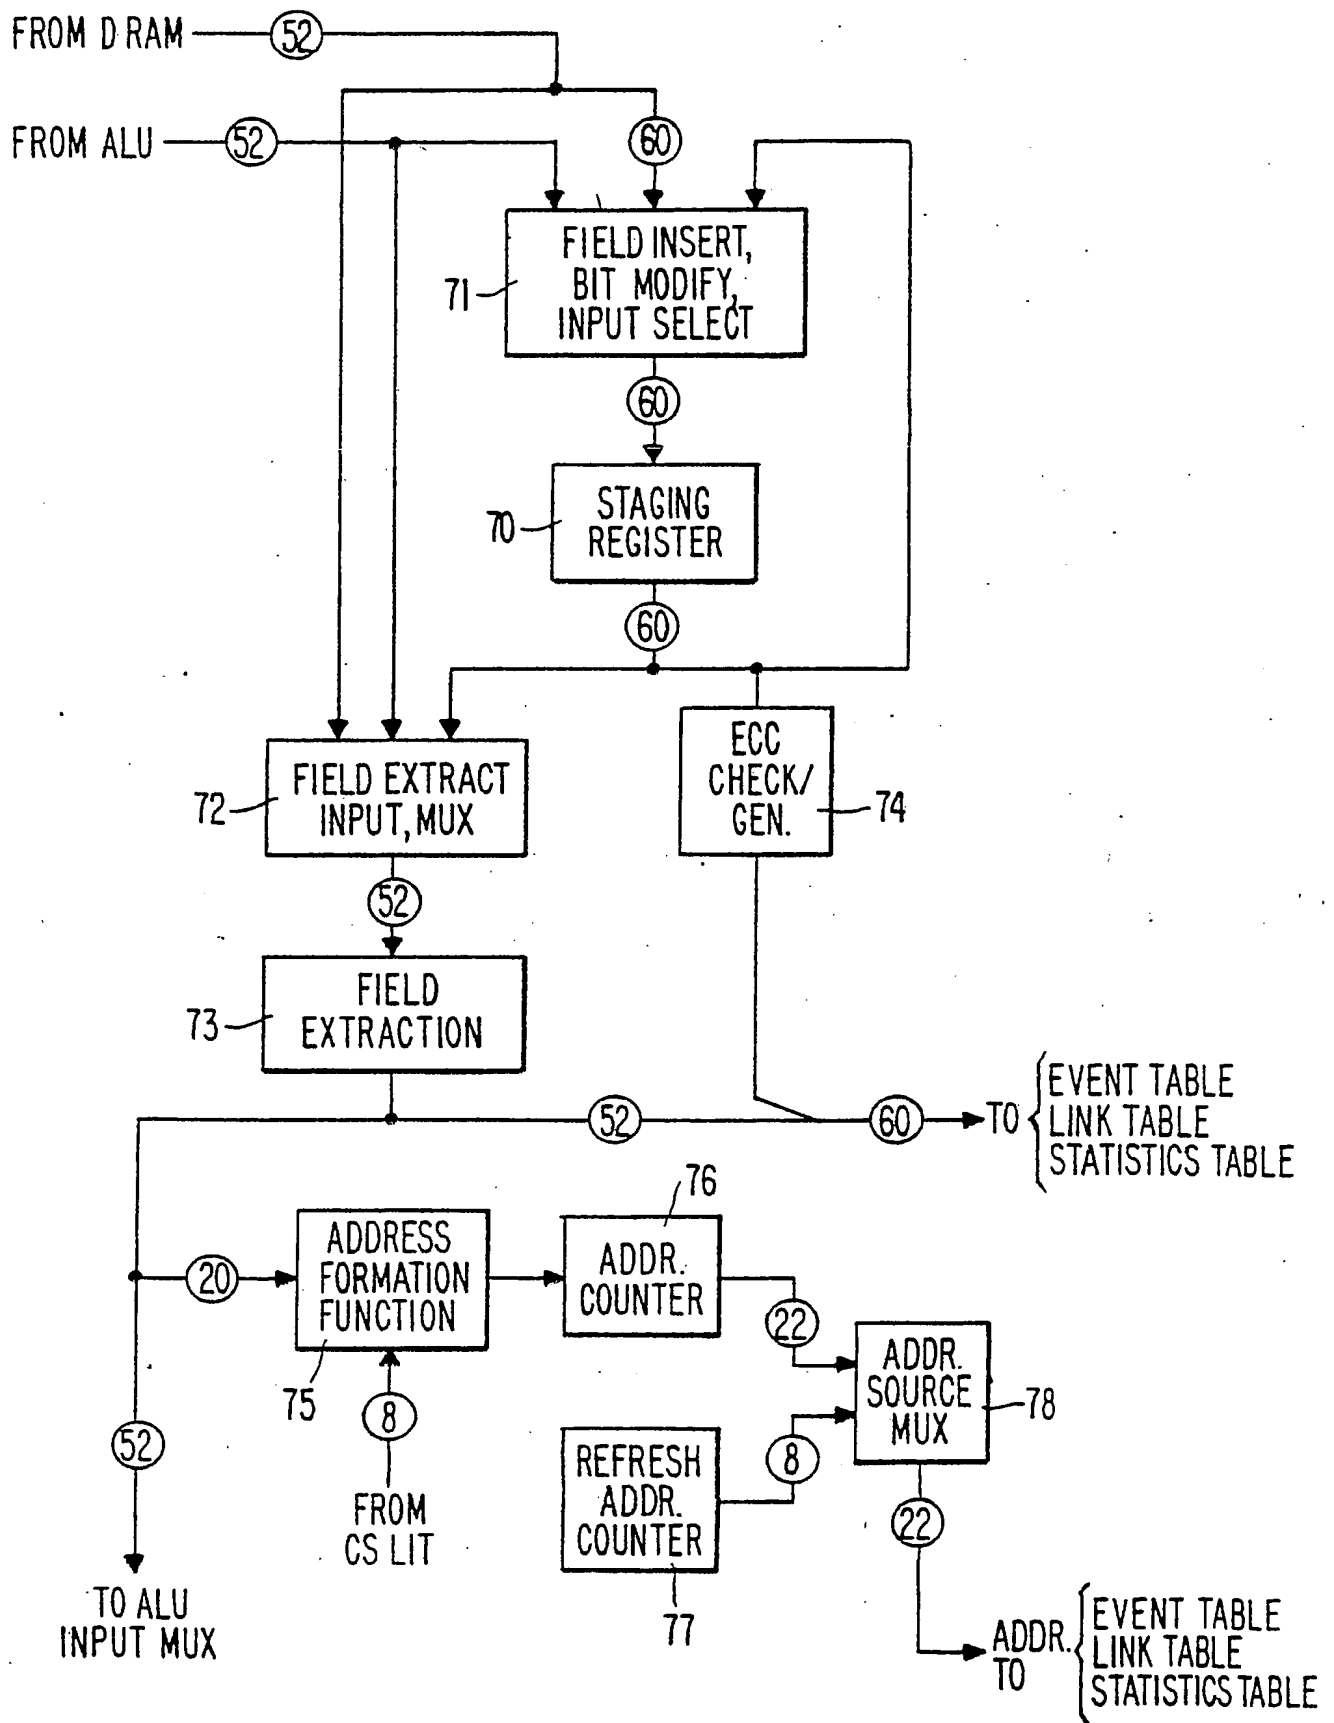 FROM D RAM
52
FROM ALU
52
60
FIELD INSERT,
BIT MODIFY,
INPUT SELECT
71
60
STAGING
REGISTER
70
60
FIELD EXTRACT
INPUT, MUX
72
ECC
CHECK/
GEN.
74
52
FIELD
EXTRACTION
73
52
60
TO
EVENT TABLE
LINK TABLE
STATISTICS TABLE
20
ADDRESS
FORMATION
FUNCTION
75
76
ADDR.
COUNTER
22
ADDR.
SOURCE
MUX
78
52
8
FROM
CS LIT
REFRESH
ADDR.
COUNTER
77
8
22
TO ALU
INPUT MUX
ADDR.
TO
EVENT TABLE
LINK TABLE
STATISTICS TABLE